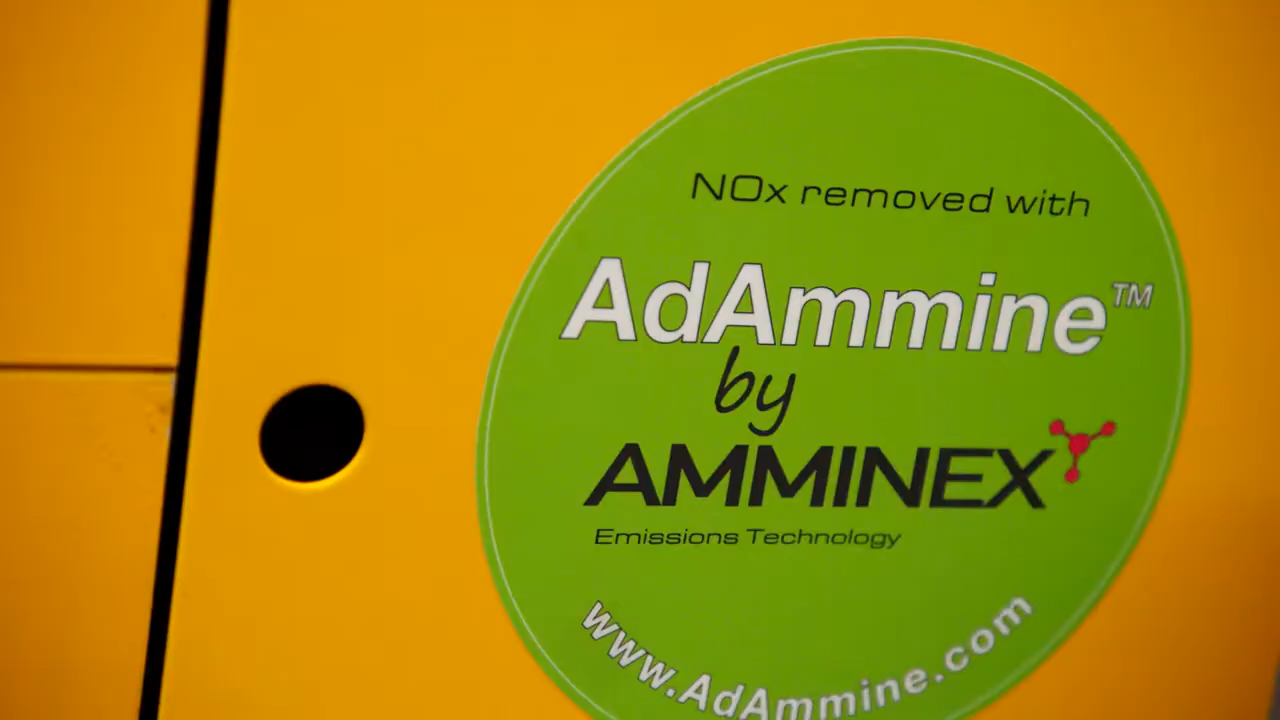 NOx removed with
AdAmmine™
by
AMMINEX
Emissions Technology
www.AdAmmine.com